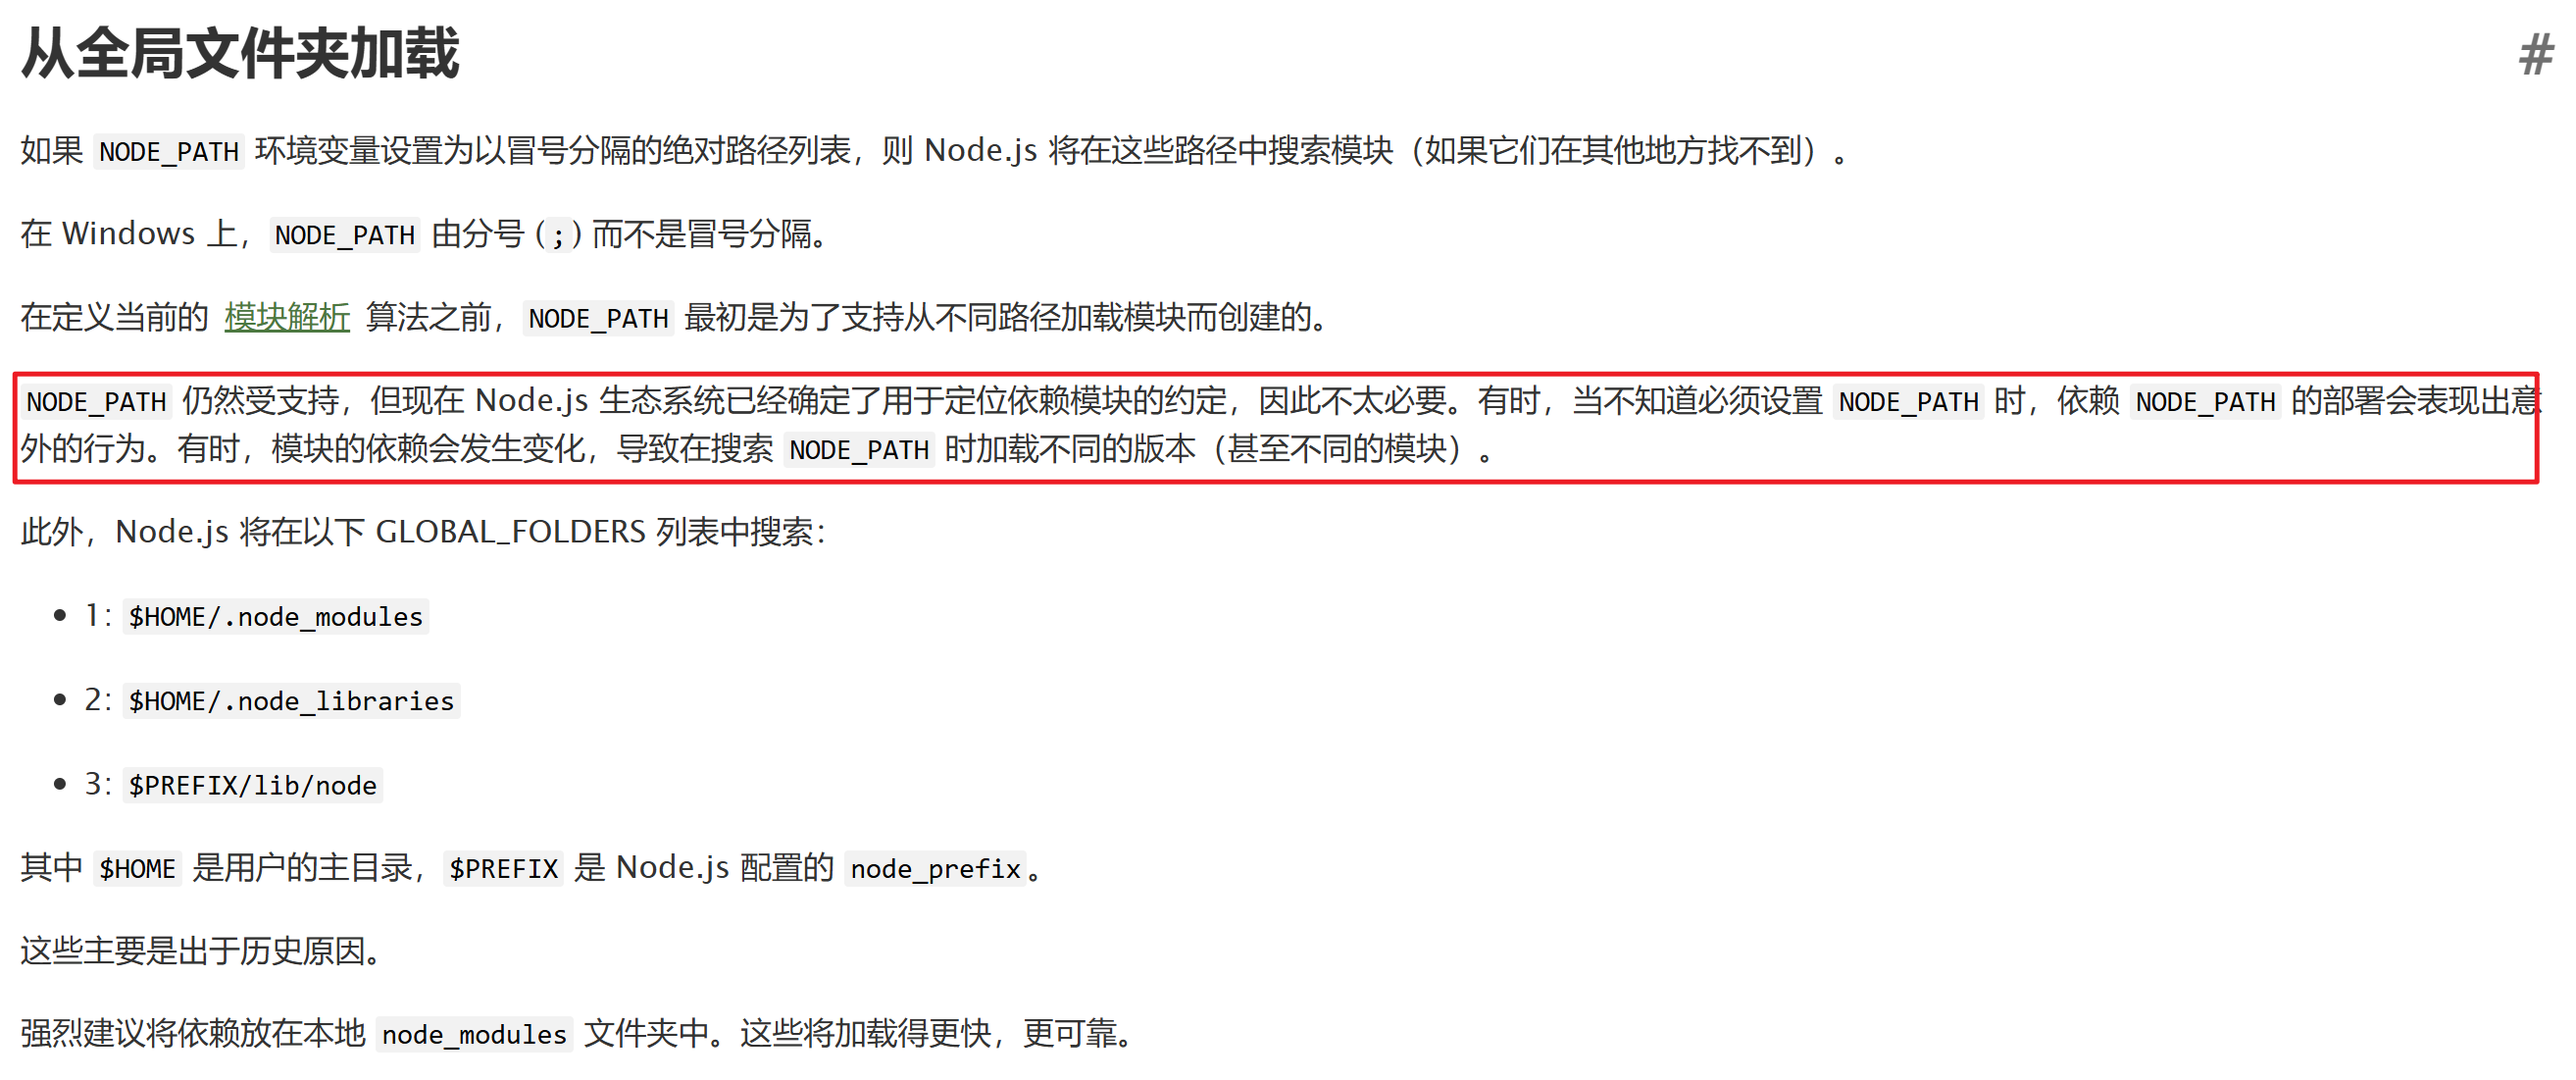 从全局文件夹加载 #
如果 NODE_PATH 环境变量设置为以冒号分隔的绝对路径列表，则 Node.js 将在这些路径中搜索模块（如果它们在其他地方找不到）。
在 Windows 上，NODE_PATH 由分号 (;) 而不是冒号分隔。
在定义当前的 模块解析 算法之前，NODE_PATH 最初是为了支持从不同路径加载模块而创建的。
NODE_PATH 仍然受支持，但现在 Node.js 生态系统已经确定了用于定位依赖模块的约定，因此不太必要。有时，当不知道必须设置 NODE_PATH 时，依赖 NODE_PATH 的部署会表现出意
外的行为。有时，模块的依赖会发生变化，导致在搜索 NODE_PATH 时加载不同的版本（甚至不同的模块）。
此外，Node.js 将在以下 GLOBAL_FOLDERS 列表中搜索：
• 1: $HOME/.node_modules
• 2: $HOME/.node_libraries
• 3: $PREFIX/lib/node
其中 $HOME 是用户的主目录，$PREFIX 是 Node.js 配置的 node_prefix。
这些主要是出于历史原因。
强烈建议将依赖放在本地 node_modules 文件夹中。这些将加载得更快，更可靠。